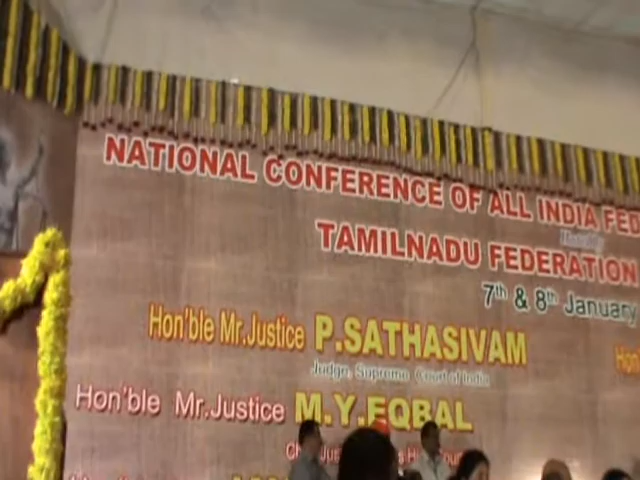 NATIONAL CONFERENCE OF ALL INDIA FED
TAMILNADU FEDERATION
7th & 8th January
Hon'ble Mr.Justice P.SATHASIVAM
Judge, Supreme Court of India
Hon'ble Mr.Justice M.Y.EQBAL